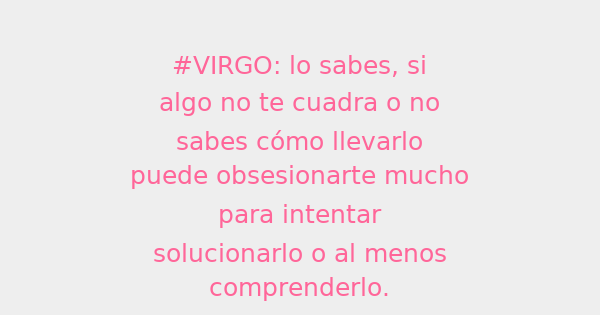 #VIRGO: lo sabes, si
algo no te cuadra o no
sabes cómo llevarlo
puede obsesionarte mucho
para intentar
solucionarlo o al menos
comprenderlo.